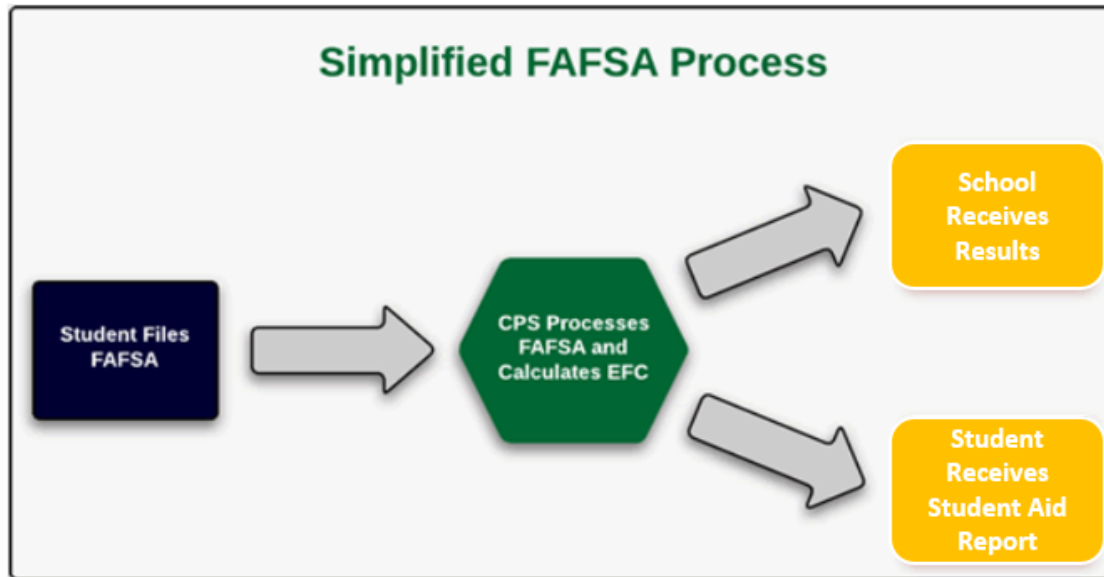 Simplified FAFSA Process
Student Files
FAFSA
CPS Processes
FAFSA and
Calculates EFC
School
Receives
Results
Student
Receives
Student Aid
Report